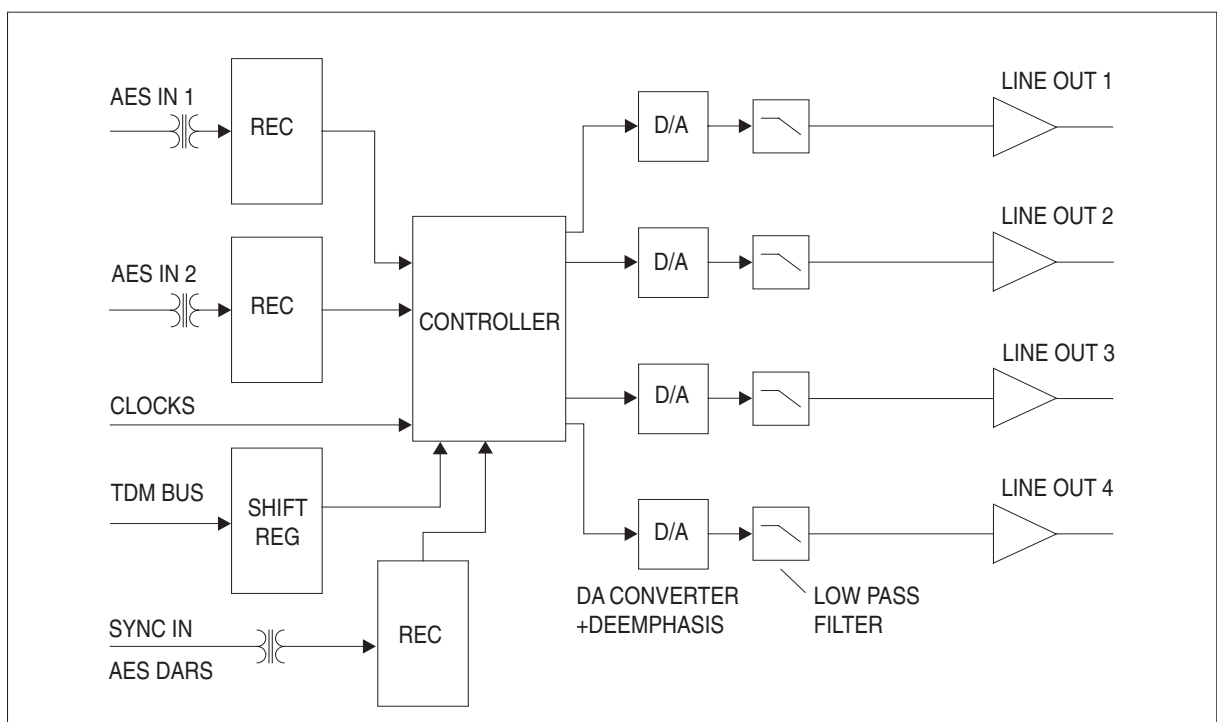 AES IN 1
REC
D/A
LINE OUT 1
AES IN 2
REC
CONTROLLER
D/A
LINE OUT 2
CLOCKS
D/A
LINE OUT 3
TDM BUS
SHIFT
REG
D/A
LINE OUT 4
DA CONVERTER
+DEEMPHASIS
LOW PASS
FILTER
SYNC IN
AES DARS
REC